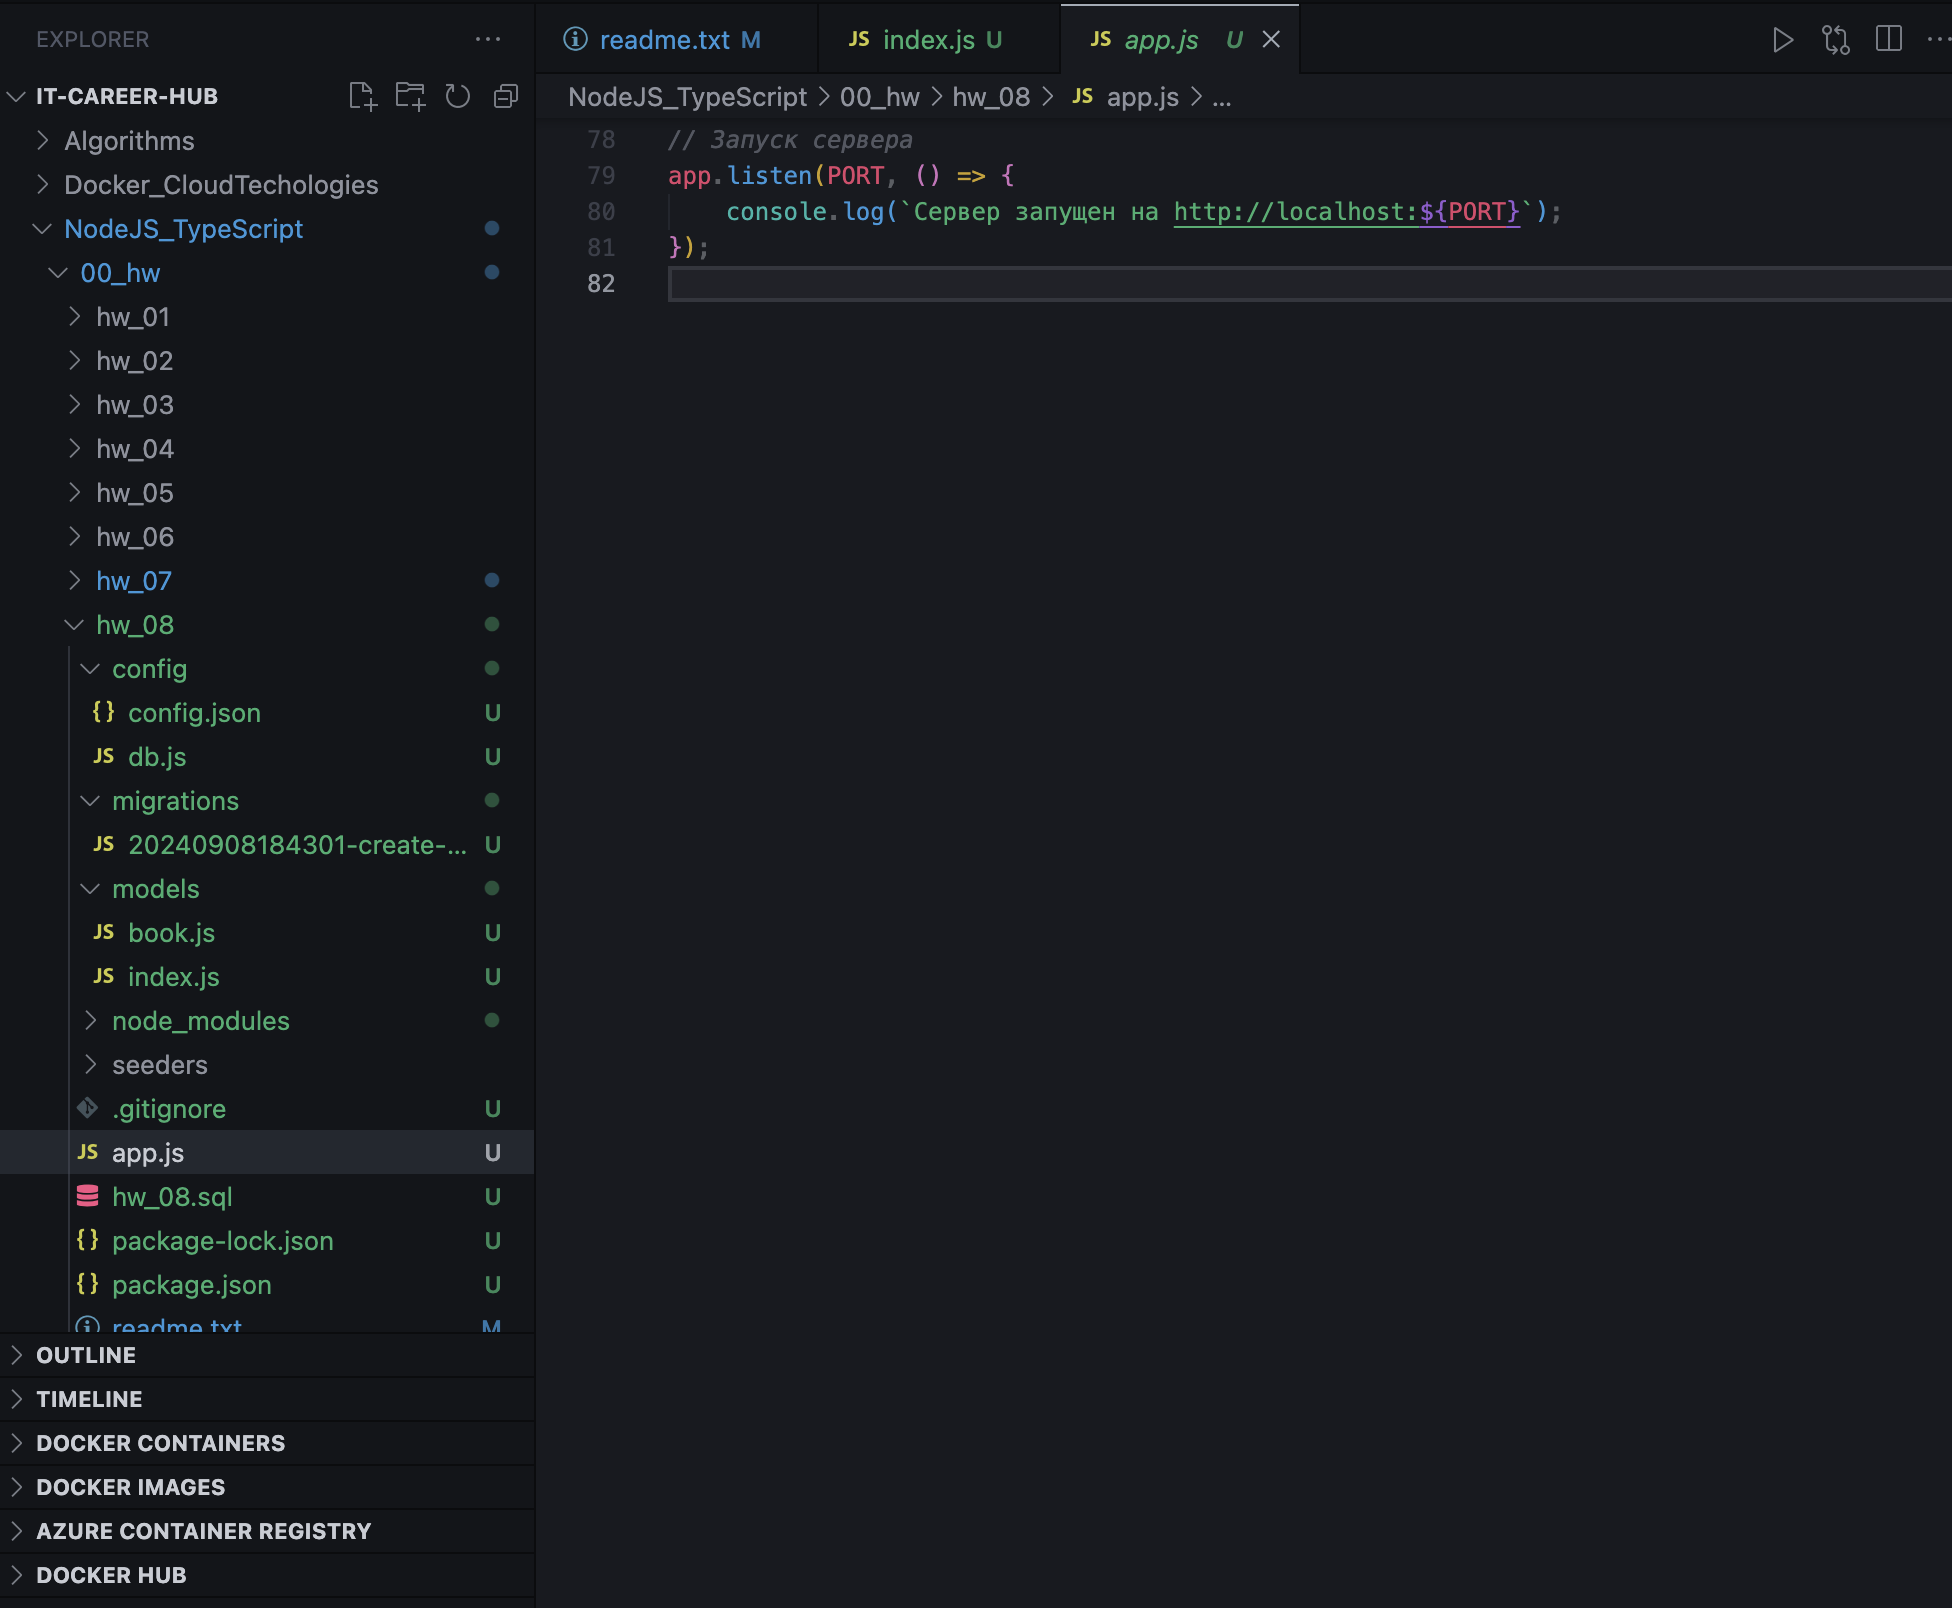 EXPLORER
IT-CAREER-HUB
Algorithms
Docker_CloudTechologies
NodeJS_TypeScript
00_hw
hw_01
hw_02
hw_03
hw_04
hw_05
hw_06
hw_07
hw_08
config
{} config.json U
JS db.js U
migrations
JS 20240908184301-create-... U
models
JS book.js U
JS index.js U
node_modules
seeders
.gitignore U
JS app.js U
hw_08.sql U
{} package-lock.json U
{} package.json U
readme.txt M
OUTLINE
TIMELINE
DOCKER CONTAINERS
DOCKER IMAGES
AZURE CONTAINER REGISTRY
DOCKER HUB
readme.txt M
JS index.js U
JS app.js U
NodeJS_TypeScript > 00_hw > hw_08 > JS app.js > ...
78 // Запуск сервера
79 app.listen(PORT, () => {
80 console.log(`Сервер запущен на http://localhost:${PORT}`);
81 });
82